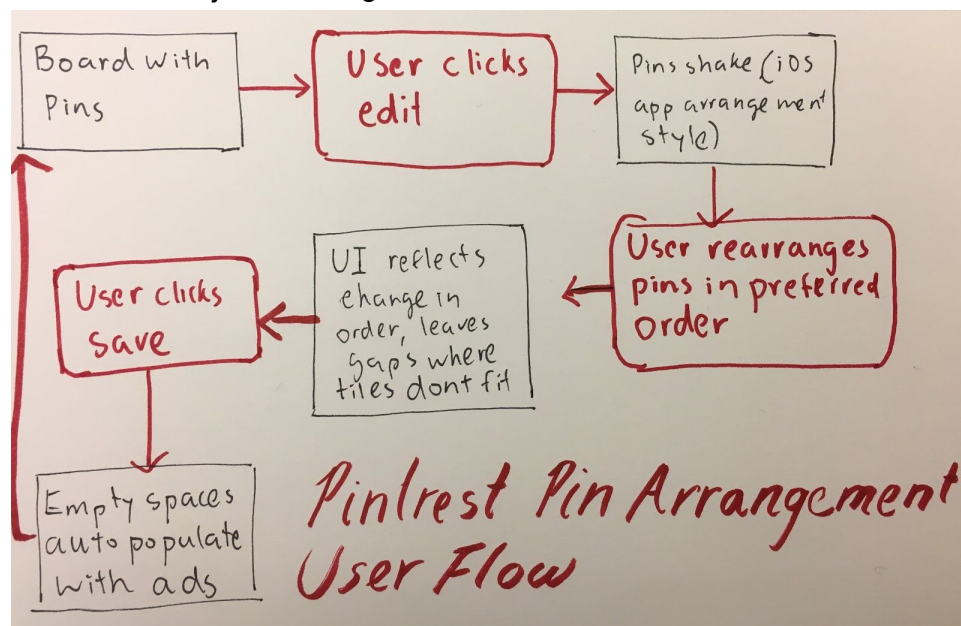 Board with
Pins
User clicks
edit
Pins shake (iOS
app arrangement
style)
User rearranges
pins in preferred
order
UI reflects
change in
order, leaves
gaps where
tiles dont fit
User clicks
save
Empty spaces
auto populate
with ads
Pintrest Pin Arrangement
User Flow